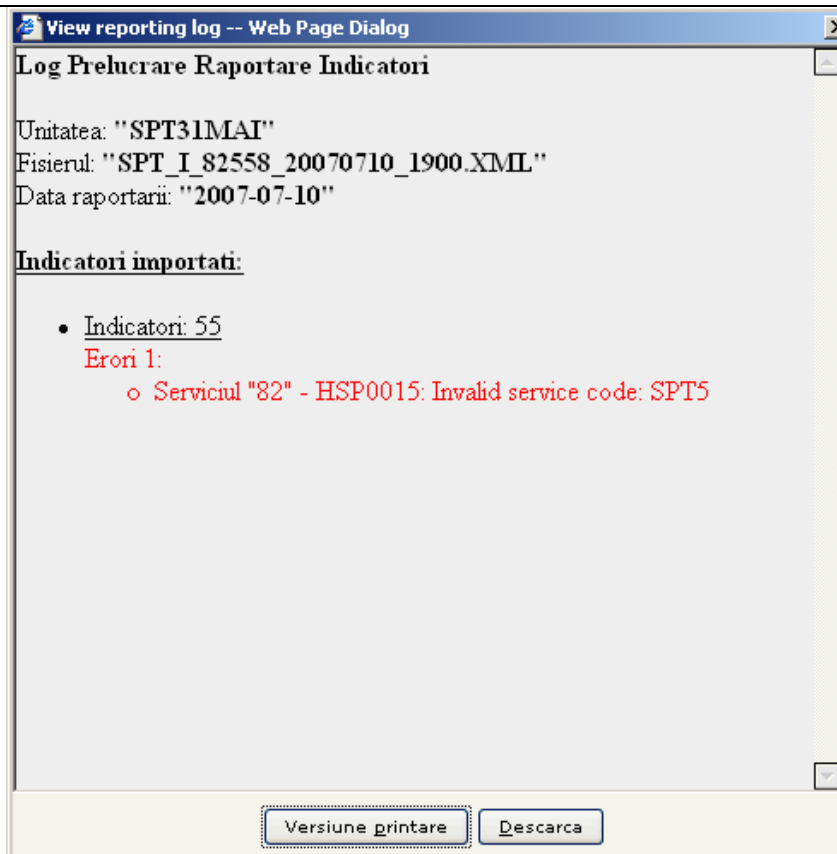 View reporting log -- Web Page Dialog
Log Prelucrare Raportare Indicatori
Unitatea: "SPT31MAI"
Fisierul: "SPT_I_82558_20070710_1900.XML"
Data raportarii: "2007-07-10"
Indicatori importati:
• Indicatori: 55
Erori 1:
o Serviciul "82" - HSP0015: Invalid service code: SPT5
Versiune printare Descarca